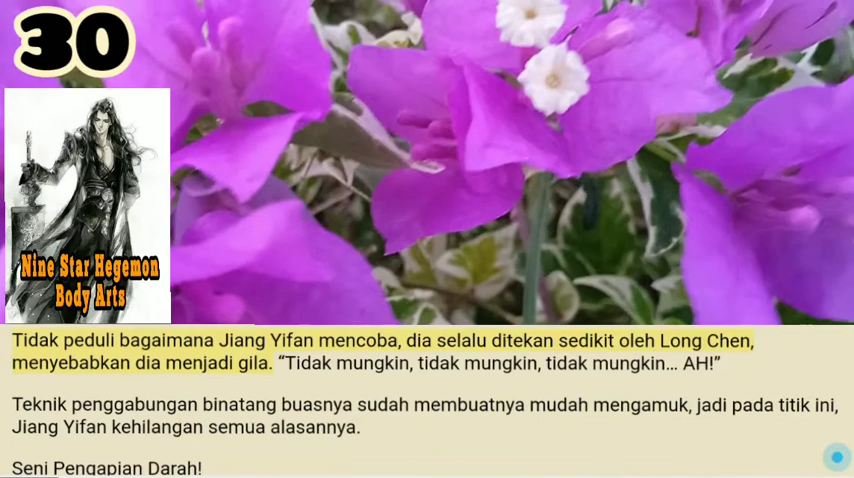 30
Nine Star Hegemon
Body Arts
Tidak peduli bagaimana Jiang Yifan mencoba, dia selalu ditekan sedikit oleh Long Chen,
menyebabkan dia menjadi gila. “Tidak mungkin, tidak mungkin, tidak mungkin… AH!”
Teknik penggabungan binatang buasnya sudah membuatnya mudah mengamuk, jadi pada titik ini,
Jiang Yifan kehilangan semua alasannya.
Seni Pengapian Darah!